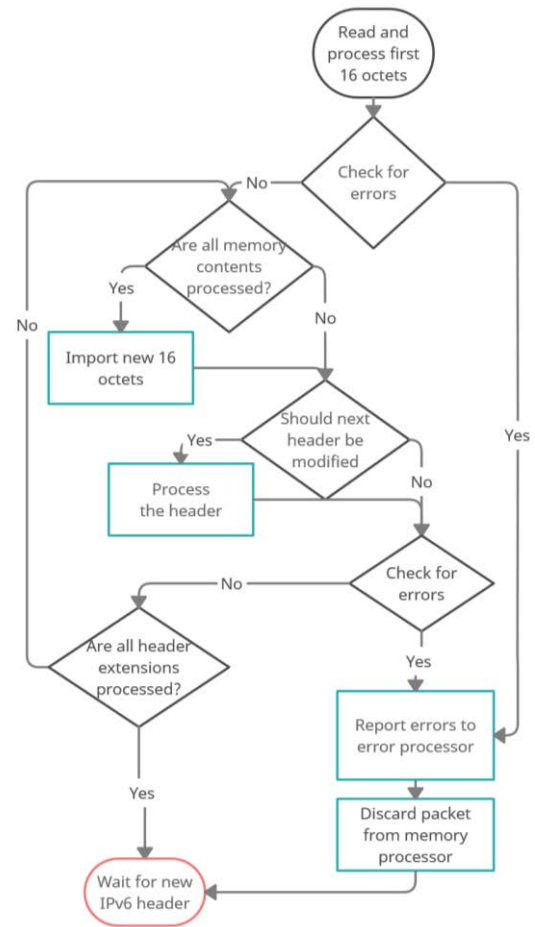 Read and
process first
16 octets
Check for
errors
No
Are all memory
contents
processed?
Yes
No
No
Import new 16
octets
Should next
header be
modified
Yes
Yes
No
Process
the header
Check for
errors
No
Are all header
extensions
processed?
Yes
Report errors to
error processor
Yes
Discard packet
from memory
processor
Wait for new
IPv6 header